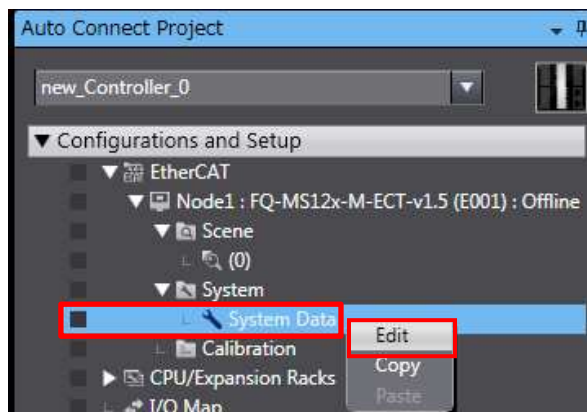 Auto Connect Project
new_Controller_0
Configurations and Setup
EtherCAT
Node1 : FQ-MS12x-M-ECT-v1.5 (E001) : Offline
Scene
(0)
System
System Data
Edit
Calibration
Copy
CPU/Expansion Racks
Paste
I/O Map